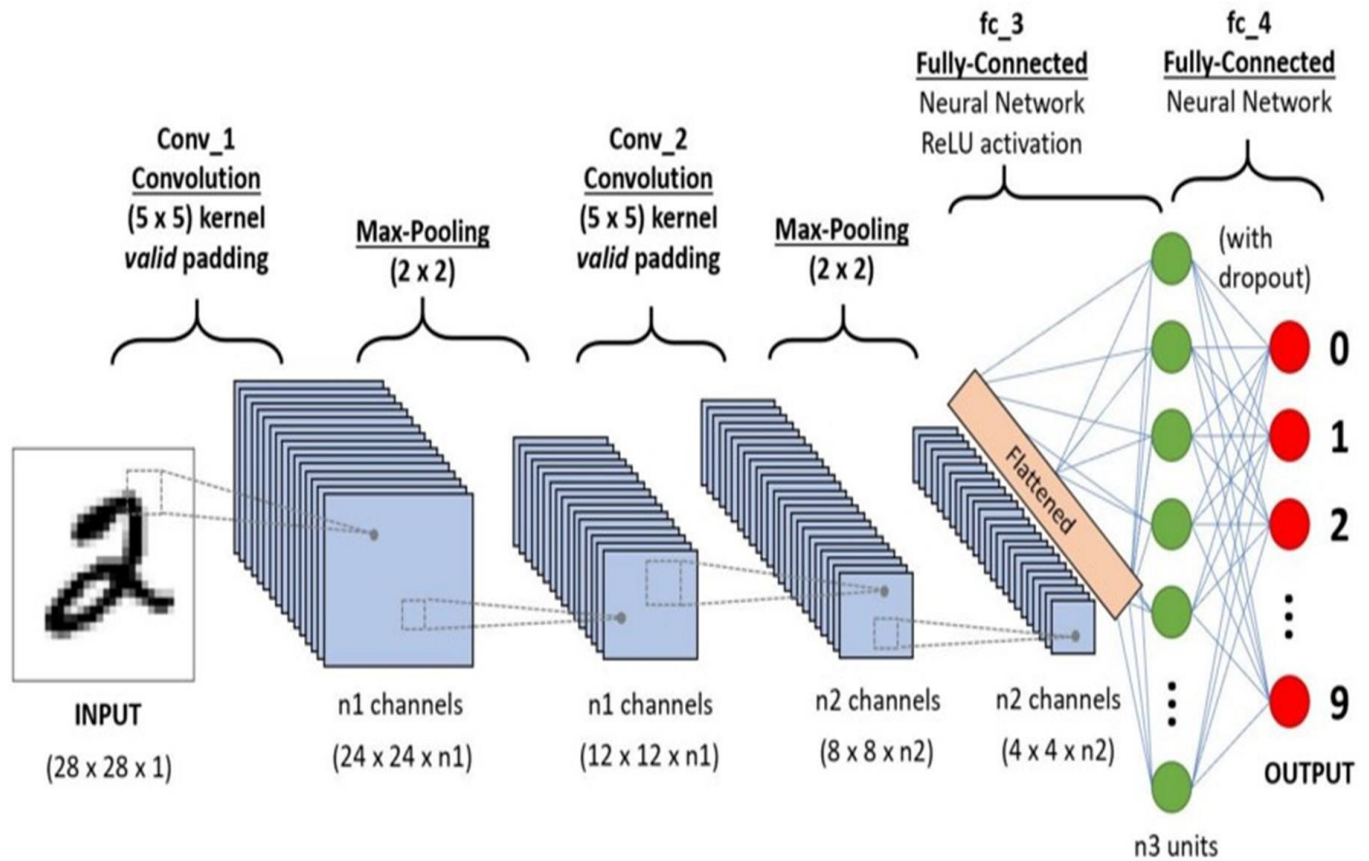 fc_3
Fully-Connected
Neural Network
ReLU activation
fc_4
Fully-Connected
Neural Network
Conv_1
Convolution
(5 x 5) kernel
valid padding
Max-Pooling
(2 x 2)
Conv_2
Convolution
(5 x 5) kernel
valid padding
Max-Pooling
(2 x 2)
(with
dropout)
0
1
2
9
Flattened
2
INPUT
(28 x 28 x 1)
n1 channels
(24 x 24 x n1)
n1 channels
(12 x 12 x n1)
n2 channels
(8 x 8 x n2)
n2 channels
(4 x 4 x n2)
OUTPUT
n3 units